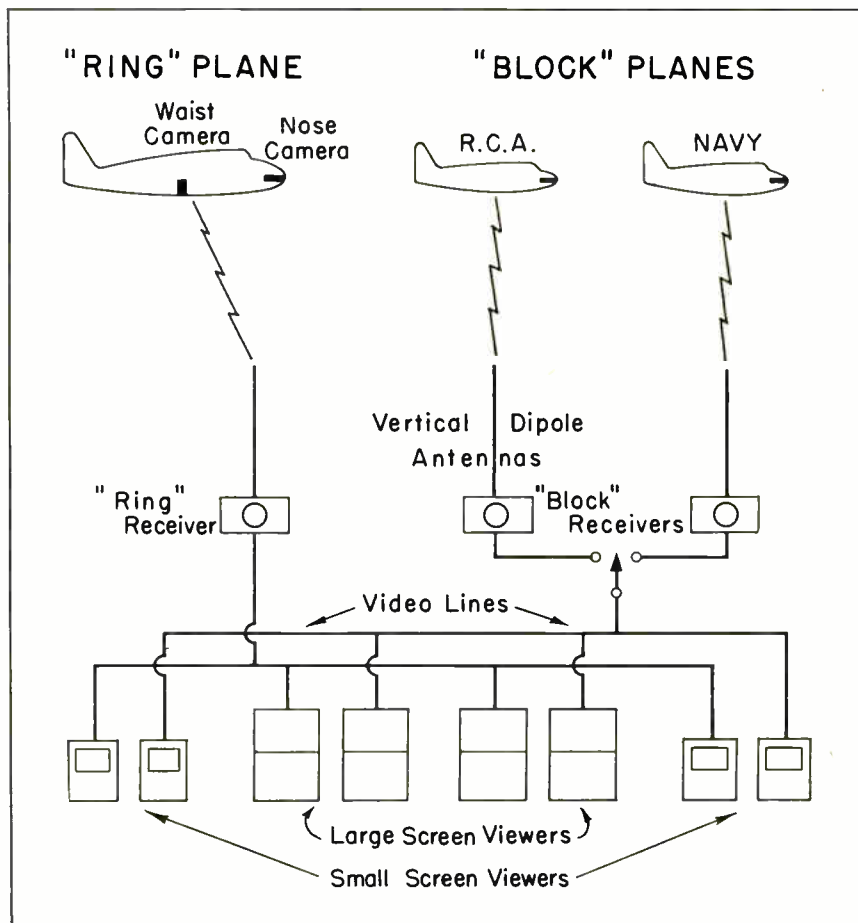 "RING" PLANE
"BLOCK" PLANES
Waist
Camera
Nose
Camera
R.C.A.
NAVY
Vertical Dipole
Antennas
"Ring"
Receiver
"Block"
Receivers
Video Lines
Large Screen Viewers
Small Screen Viewers